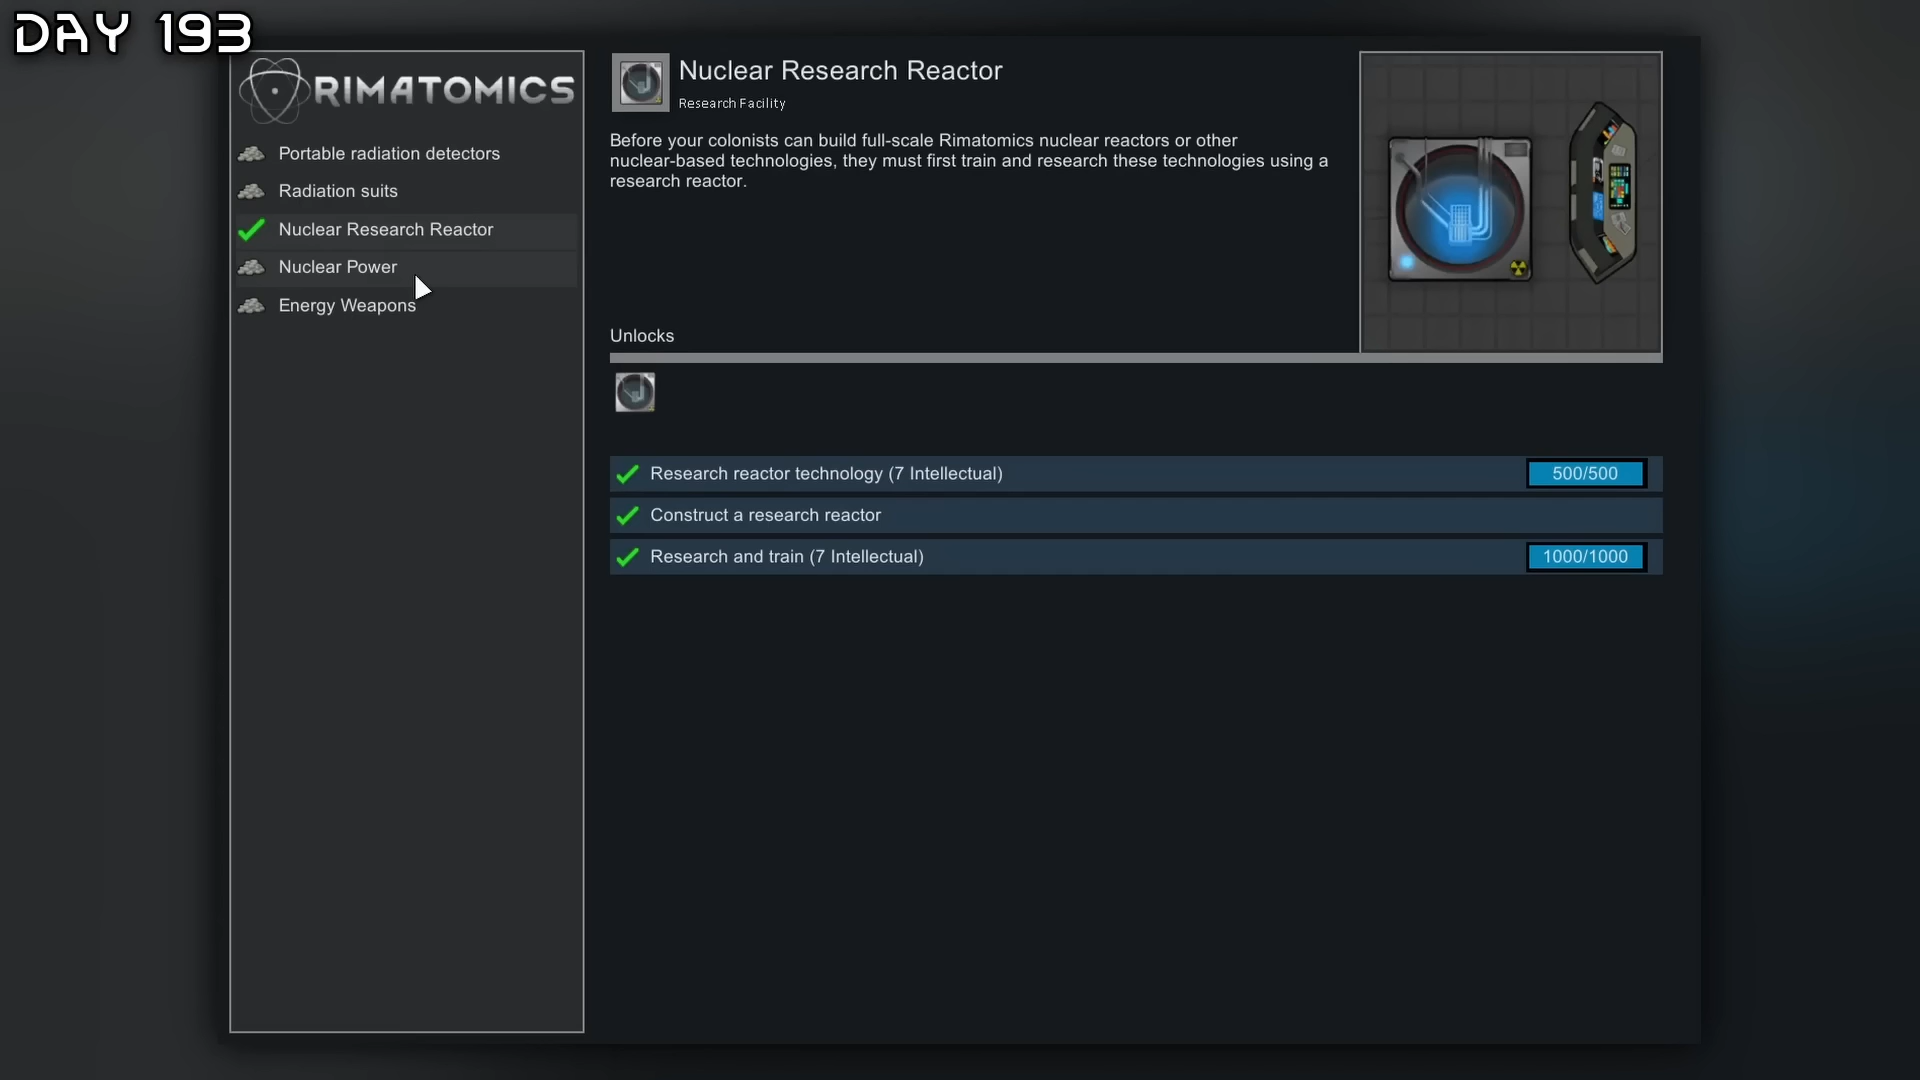 DAY 193
RIMATOMICS
Portable radiation detectors
Radiation suits
Nuclear Research Reactor
Nuclear Power
Energy Weapons
Nuclear Research Reactor
Research Facility
Before your colonists can build full-scale Rimatomics nuclear reactors or other
nuclear-based technologies, they must first train and research these technologies using a
research reactor.
Unlocks
Research reactor technology (7 Intellectual) 500/500
Construct a research reactor
Research and train (7 Intellectual) 1000/1000